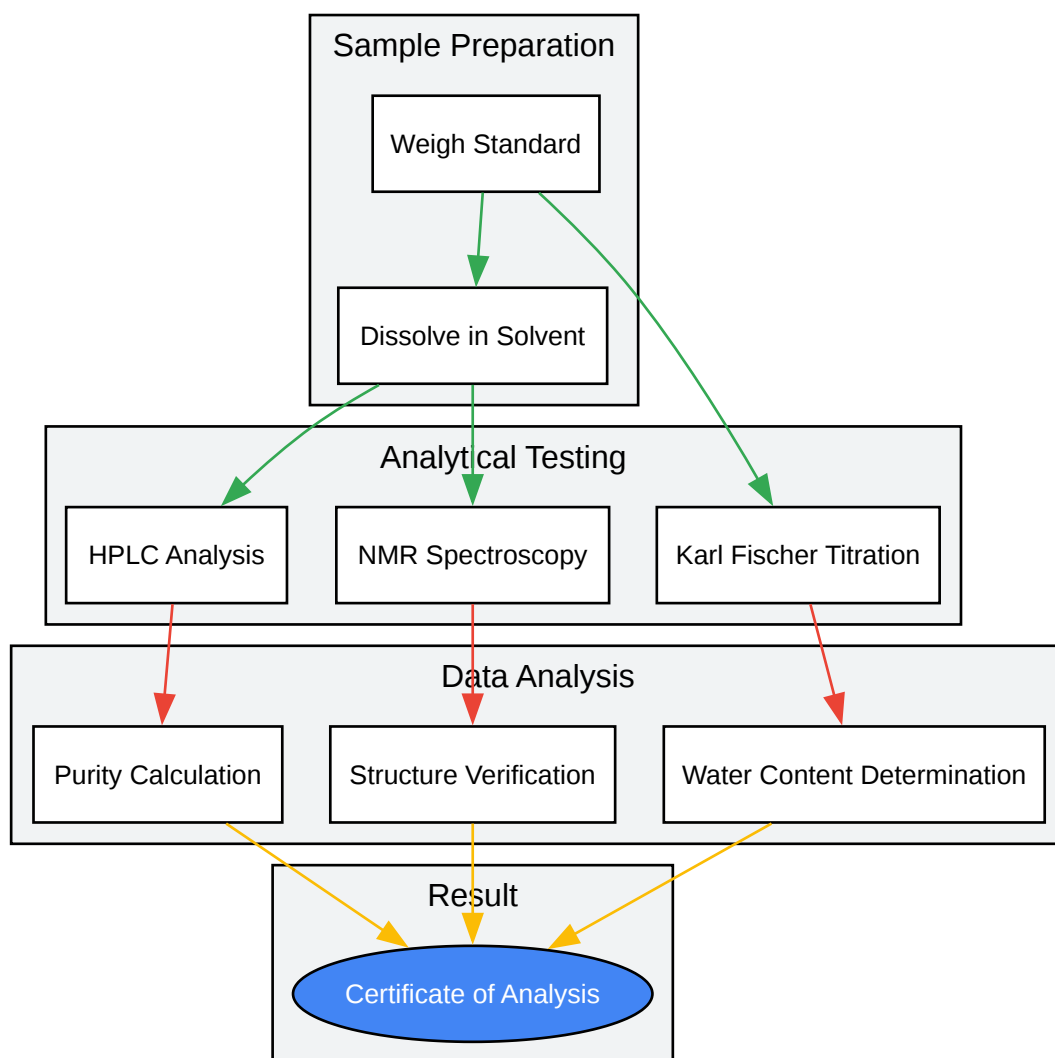 Sample Preparation
Weigh Standard
Dissolve in Solvent
Analytical Testing
HPLC Analysis
NMR Spectroscopy
Karl Fischer Titration
Data Analysis
Purity Calculation
Structure Verification
Water Content Determination
Result
Certificate of Analysis